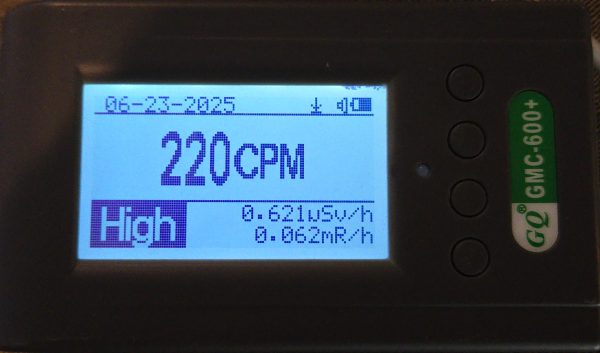 06-23-2025
220CPM
High
0.621uSv/h
0.062mR/h
GQ® GMC-600+